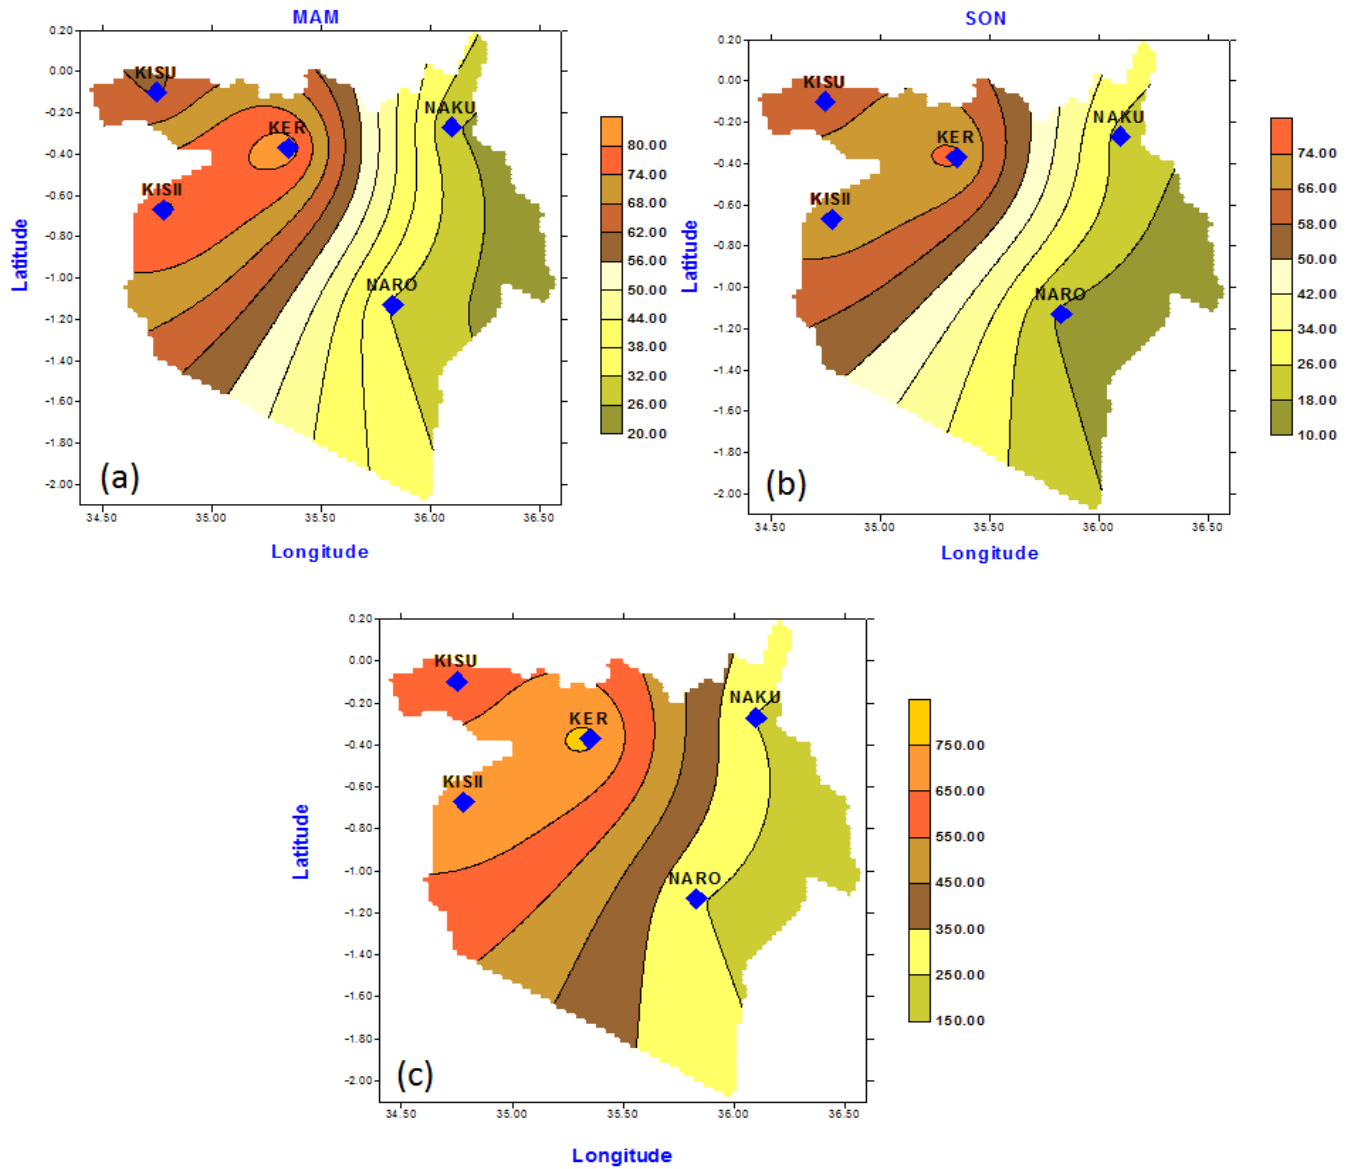 MAM
0.20
0.00
-0.20
-0.40
-0.60
-0.80
-1.00
-1.20
-1.40
-1.60
-1.80
-2.00
Latitude
KISU
KER
KISII
NAKU
NARO
(a)
34.50 35.00 35.50 36.00 36.50
Longitude
80.00
74.00
68.00
62.00
56.00
50.00
44.00
38.00
32.00
26.00
20.00
SON
0.20
0.00
-0.20
-0.40
-0.60
-0.80
-1.00
-1.20
-1.40
-1.60
-1.80
-2.00
Latitude
KISU
KER
KISII
NAKU
NARO
(b)
34.50 35.00 35.50 36.00 36.50
Longitude
74.00
66.00
58.00
50.00
42.00
34.00
26.00
18.00
10.00
0.20
0.00
-0.20
-0.40
-0.60
-0.80
-1.00
-1.20
-1.40
-1.60
-1.80
-2.00
Latitude
KISU
KER
KISII
NAKU
NARO
(c)
34.50 35.00 35.50 36.00 36.50
Longitude
750.00
650.00
550.00
450.00
350.00
250.00
150.00